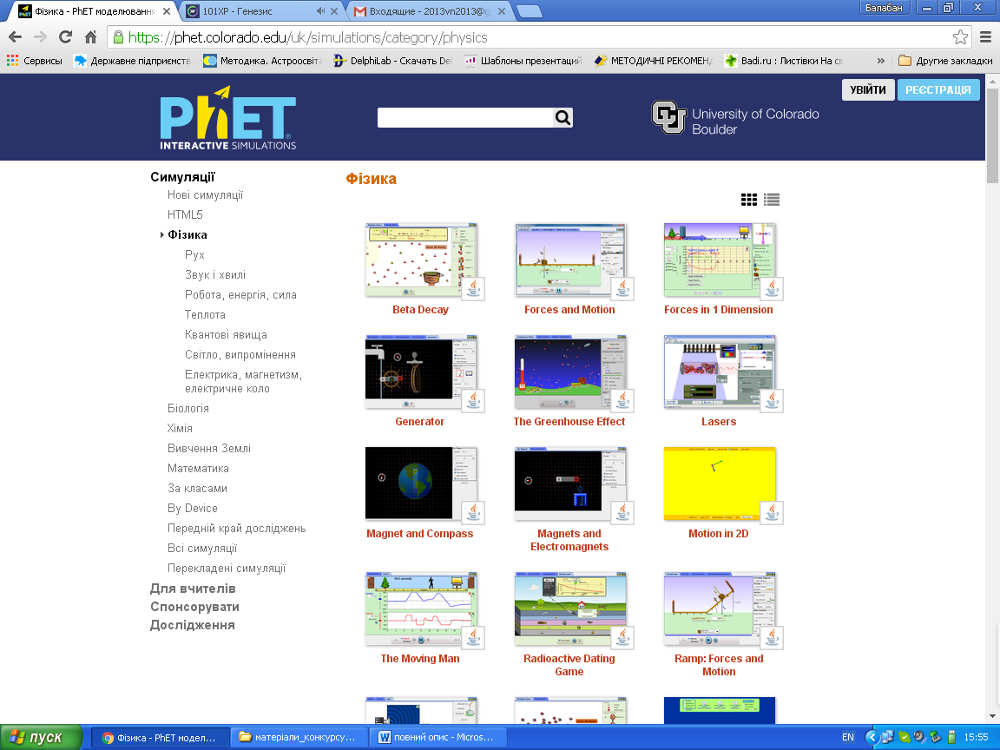 Фізика - PhET моделювання
101XP - Генезис
Входящие - 2013vn2013@g
Балабан
https://phet.colorado.edu/uk/simulations/category/physics
Сервисы
Державне підприємст
Методика. Астроосвіта
DelphiLab - Скачать Del
Шаблоны презентаций
МЕТОДИЧНІ РЕКОМЕНД
Badi.ru : Листівки На св
»
Другие закладки
УВІЙТИ
РЕЄСТРАЦІЯ
PhET
INTERACTIVE SIMULATIONS
CU
University of Colorado
Boulder
Симуляції
Нові симуляції
HTML5
Фізика
Рух
Звук і хвилі
Робота, енергія, сила
Теплота
Квантові явища
Світло, випромінення
Електрика, магнетизм,
електричне коло
Біологія
Хімія
Вивчення Землі
Математика
За класами
By Device
Передній край досліджень
Всі симуляції
Перекладені симуляції
Для вчителів
Спонсорувати
Дослідження
Фізика
Beta Decay
Forces and Motion
Forces in 1 Dimension
Generator
The Greenhouse Effect
Lasers
Magnet and Compass
Magnets and
Electromagnets
Motion in 2D
The Moving Man
Radioactive Dating
Game
Ramp: Forces and
Motion
пуск
Фізика - PhET модел...
матеріали_конкурсу...
повний опис - Micros...
EN
15:55